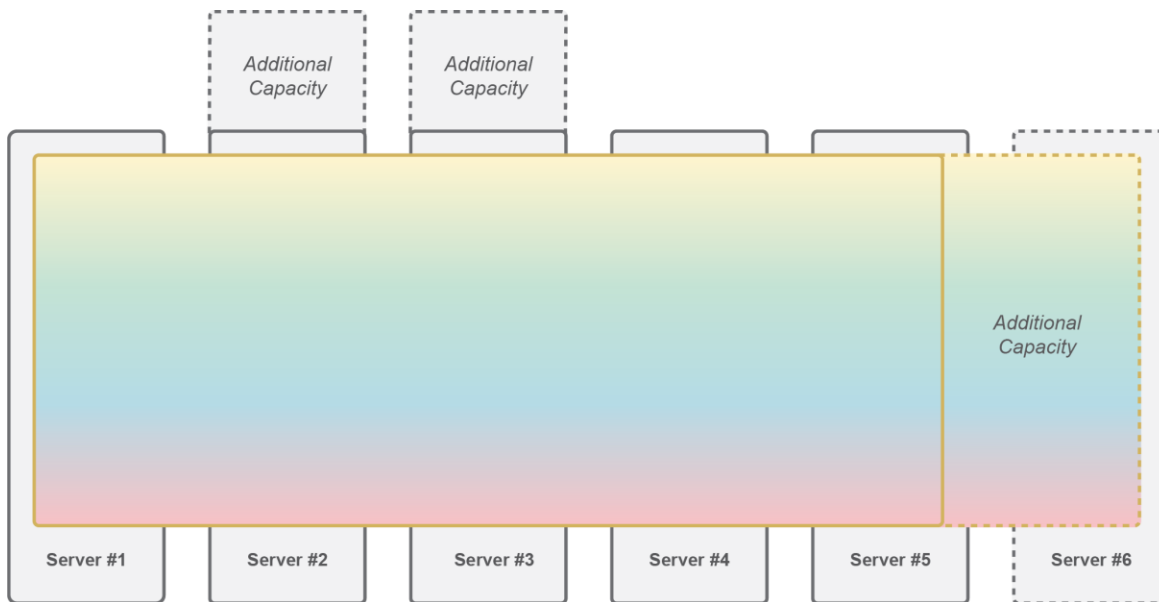 Additional
Capacity
Additional
Capacity
Additional
Capacity
Server #1
Server #2
Server #3
Server #4
Server #5
Server #6